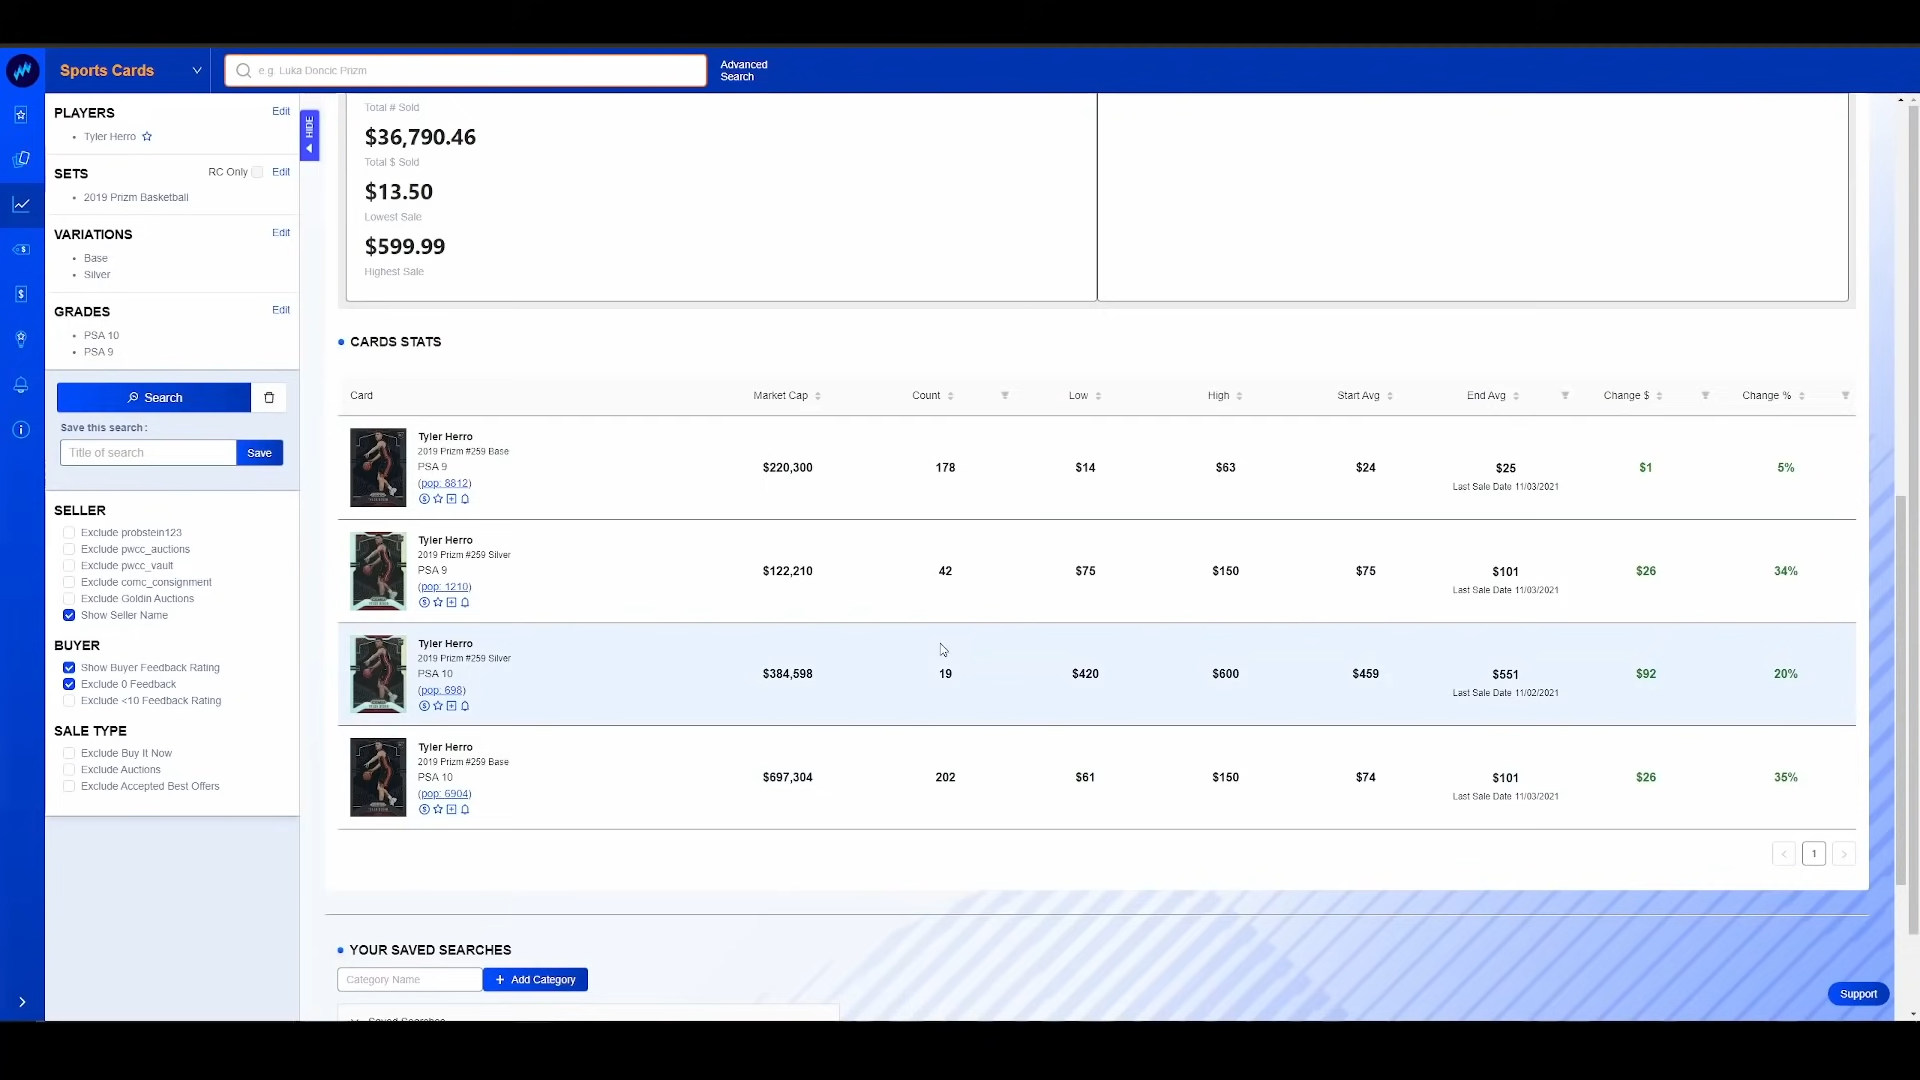 Sports Cards
e.g. Luka Doncic Prizm
Advanced
Search
PLAYERS
Edit
Tyler Herro
SETS
RC Only
Edit
2019 Prizm Basketball
VARIATIONS
Edit
Base
Silver
GRADES
Edit
PSA 10
PSA 9
Search
Save this search :
Title of search
Save
SELLER
Exclude probstein123
Exclude pwcc_auctions
Exclude pwcc_vault
Exclude comc_consignment
Exclude Goldin Auctions
Show Seller Name
BUYER
Show Buyer Feedback Rating
Exclude 0 Feedback
Exclude <10 Feedback Rating
SALE TYPE
Exclude Buy It Now
Exclude Auctions
Exclude Accepted Best Offers
HIDE
Total # Sold
$36,790.46
Total $ Sold
$13.50
Lowest Sale
$599.99
Highest Sale
CARDS STATS
Card Market Cap Count Low High Start Avg End Avg Change $ Change %
Tyler Herro
2019 Prizm #259 Base
PSA 9
(pop: 8812)
$220,300 178 $14 $63 $24 $25 $1 5%
Last Sale Date 11/03/2021
Tyler Herro
2019 Prizm #259 Silver
PSA 9
(pop: 1210)
$122,210 42 $75 $150 $75 $101 $26 34%
Last Sale Date 11/03/2021
Tyler Herro
2019 Prizm #259 Silver
PSA 10
(pop: 698)
$384,598 19 $420 $600 $459 $551 $92 20%
Last Sale Date 11/02/2021
Tyler Herro
2019 Prizm #259 Base
PSA 10
(pop: 6904)
$697,304 202 $61 $150 $74 $101 $26 35%
Last Sale Date 11/03/2021
1
YOUR SAVED SEARCHES
Category Name
+ Add Category
Saved Searches
Support